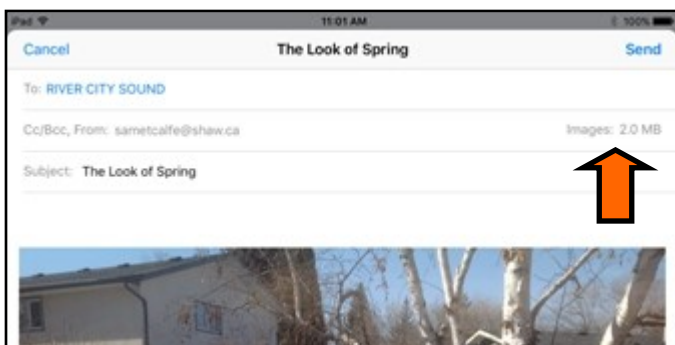 iPad 11:01 AM 100%
Cancel The Look of Spring Send
To: RIVER CITY SOUND
Cc/Bcc, From: sametcalfe@shaw.ca Images: 2.0 MB
Subject: The Look of Spring